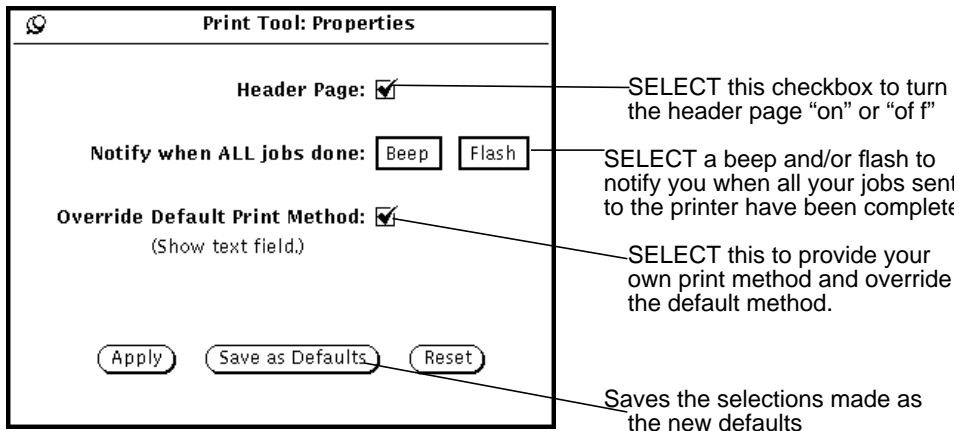 Print Tool: Properties
Header Page:
SELECT this checkbox to turn
the header page “on” or “of f”
Notify when ALL jobs done: Beep Flash
SELECT a beep and/or flash to
notify you when all your jobs sent
to the printer have been complete
Override Default Print Method:
(Show text field.)
SELECT this to provide your
own print method and override
the default method.
Apply Save as Defaults Reset
Saves the selections made as
the new defaults